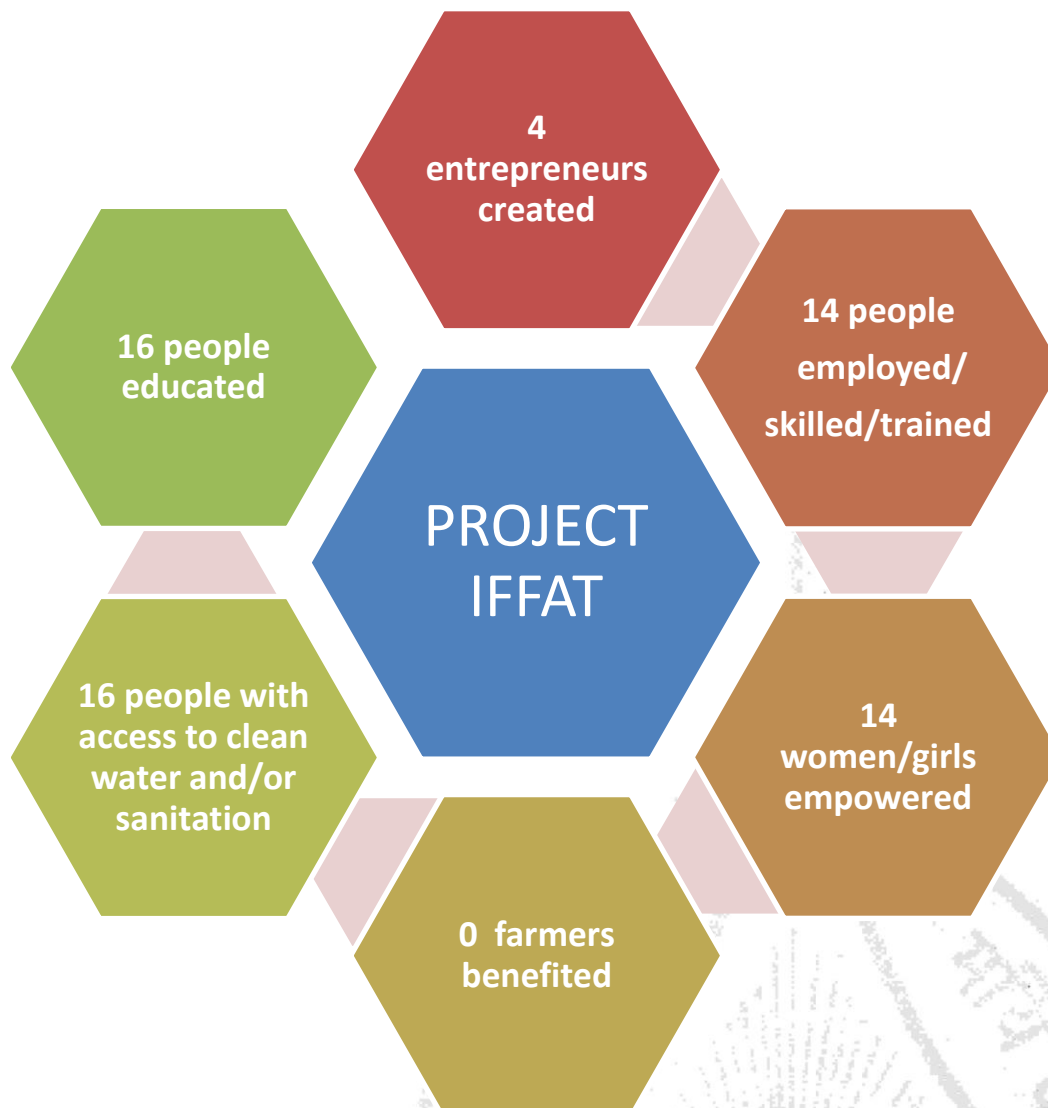 4
entrepreneurs
created
14 people
employed/
skilled/trained
14
women/girls
empowered
0 farmers
benefited
16 people with
access to clean
water and/or
sanitation
16 people
educated
PROJECT
IFFAT